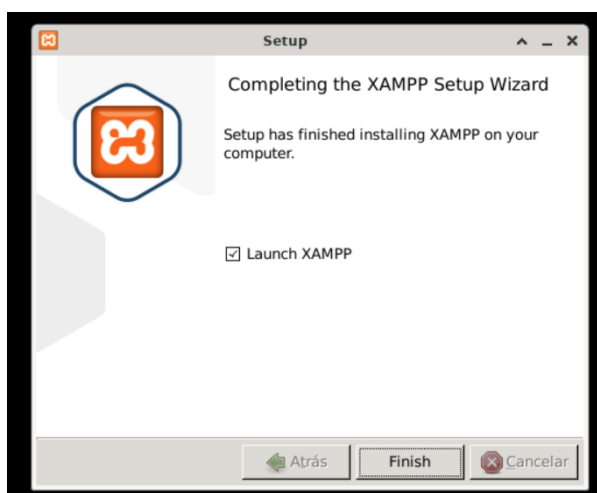 Setup
Completing the XAMPP Setup Wizard
Setup has finished installing XAMPP on your
computer.
Launch XAMPP
Atrás Finish Cancelar